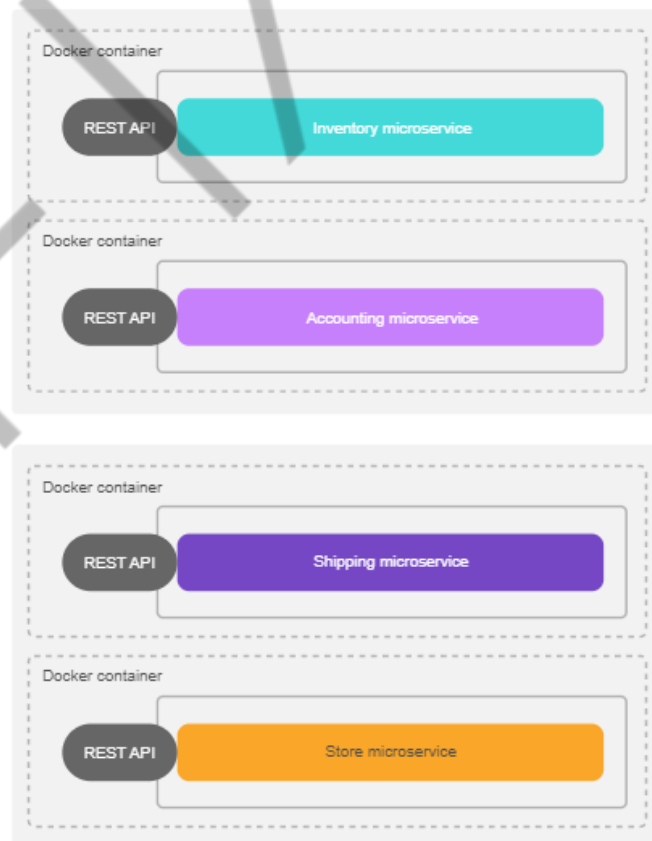 Docker container
REST API
Inventory microservice
Docker container
REST API
Accounting microservice
Docker container
REST API
Shipping microservice
Docker container
REST API
Store microservice